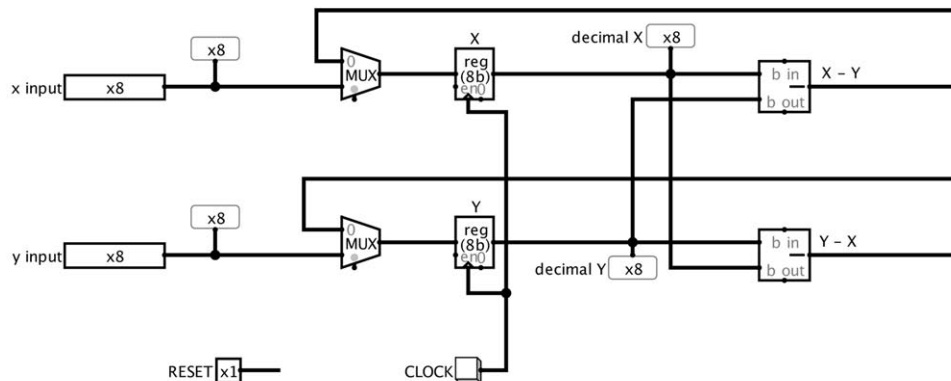 X
decimal X x8
x8
reg
(8b)
en0
0
MUX
b in
b out
X - Y
x input x8
x8
Y
reg
(8b)
en0
0
MUX
b in
b out
Y - X
y input x8
decimal Y x8
RESET x1
CLOCK